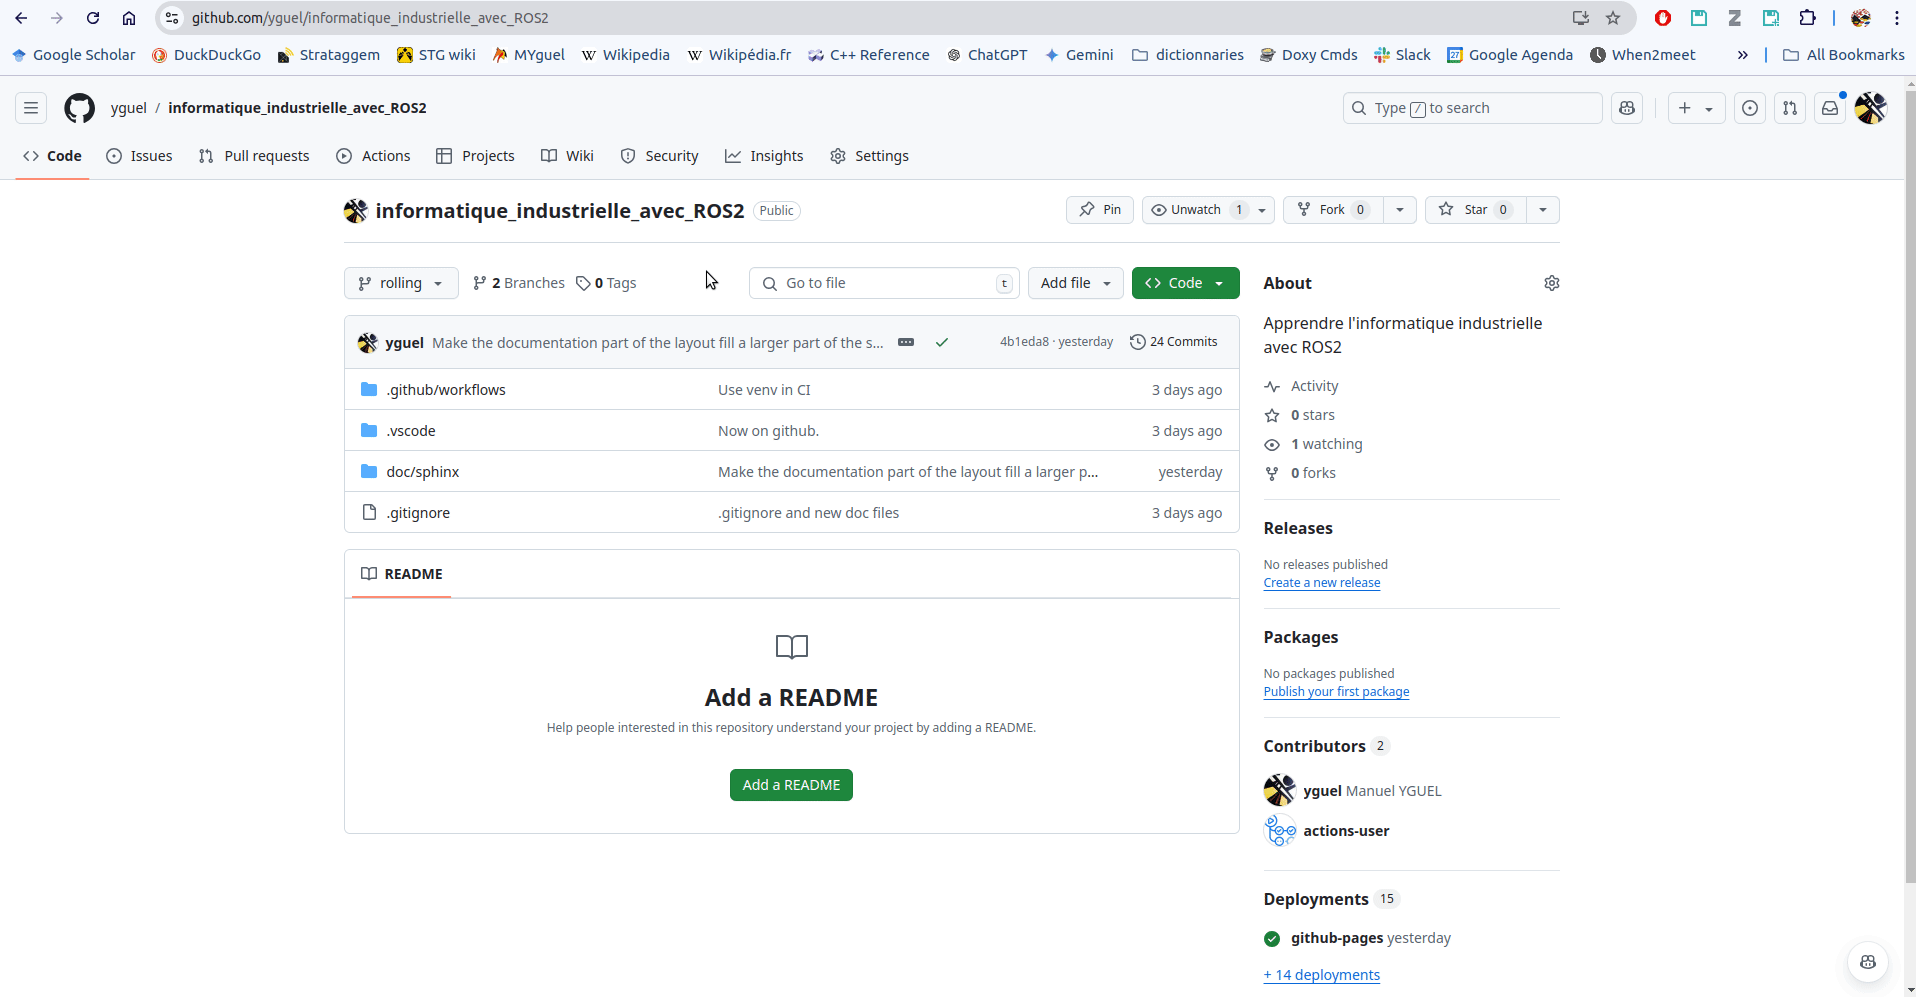 github.com/yguel/informatique_industrielle_avec_ROS2
Google Scholar DuckDuckGo Strataggem STG wiki MYguel Wikipedia Wikipédia.fr C++ Reference ChatGPT Gemini dictionnaries Doxy Cmds Slack 27 Google Agenda When2meet » All Bookmarks
yguel / informatique_industrielle_avec_ROS2 Type / to search
Code Issues Pull requests Actions Projects Wiki Security Insights Settings
informatique_industrielle_avec_ROS2 Public Pin Unwatch 1 Fork 0 Star 0
rolling 2 Branches 0 Tags Go to file t Add file Code
yguel Make the documentation part of the layout fill a larger part of the s... 4b1eda8 · yesterday 24 Commits
.github/workflows Use venv in CI 3 days ago
.vscode Now on github. 3 days ago
doc/sphinx Make the documentation part of the layout fill a larger p... yesterday
.gitignore .gitignore and new doc files 3 days ago
README
Add a README
Help people interested in this repository understand your project by adding a README.
Add a README
About
Apprendre l'informatique industrielle
avec ROS2
Activity
0 stars
1 watching
0 forks
Releases
No releases published
Create a new release
Packages
No packages published
Publish your first package
Contributors 2
yguel Manuel YGUEL
actions-user
Deployments 15
github-pages yesterday
+ 14 deployments